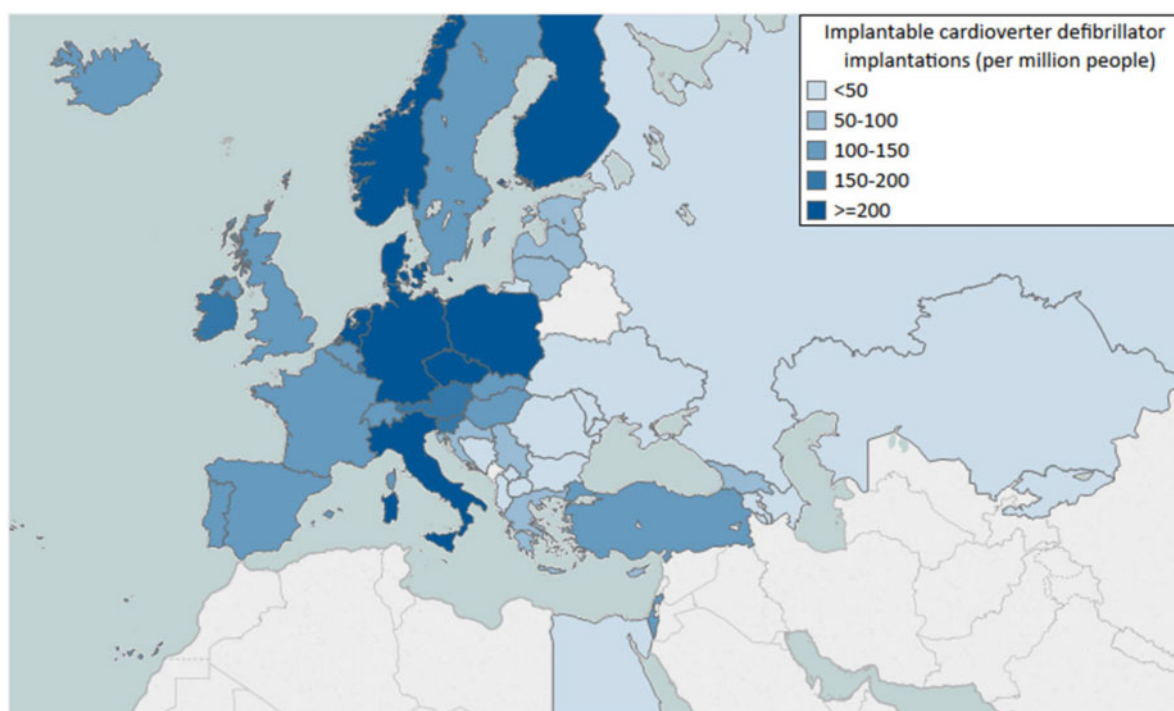 Implantable cardioverter defibrillator
implantations (per million people)
<50
50-100
100-150
150-200
>=200